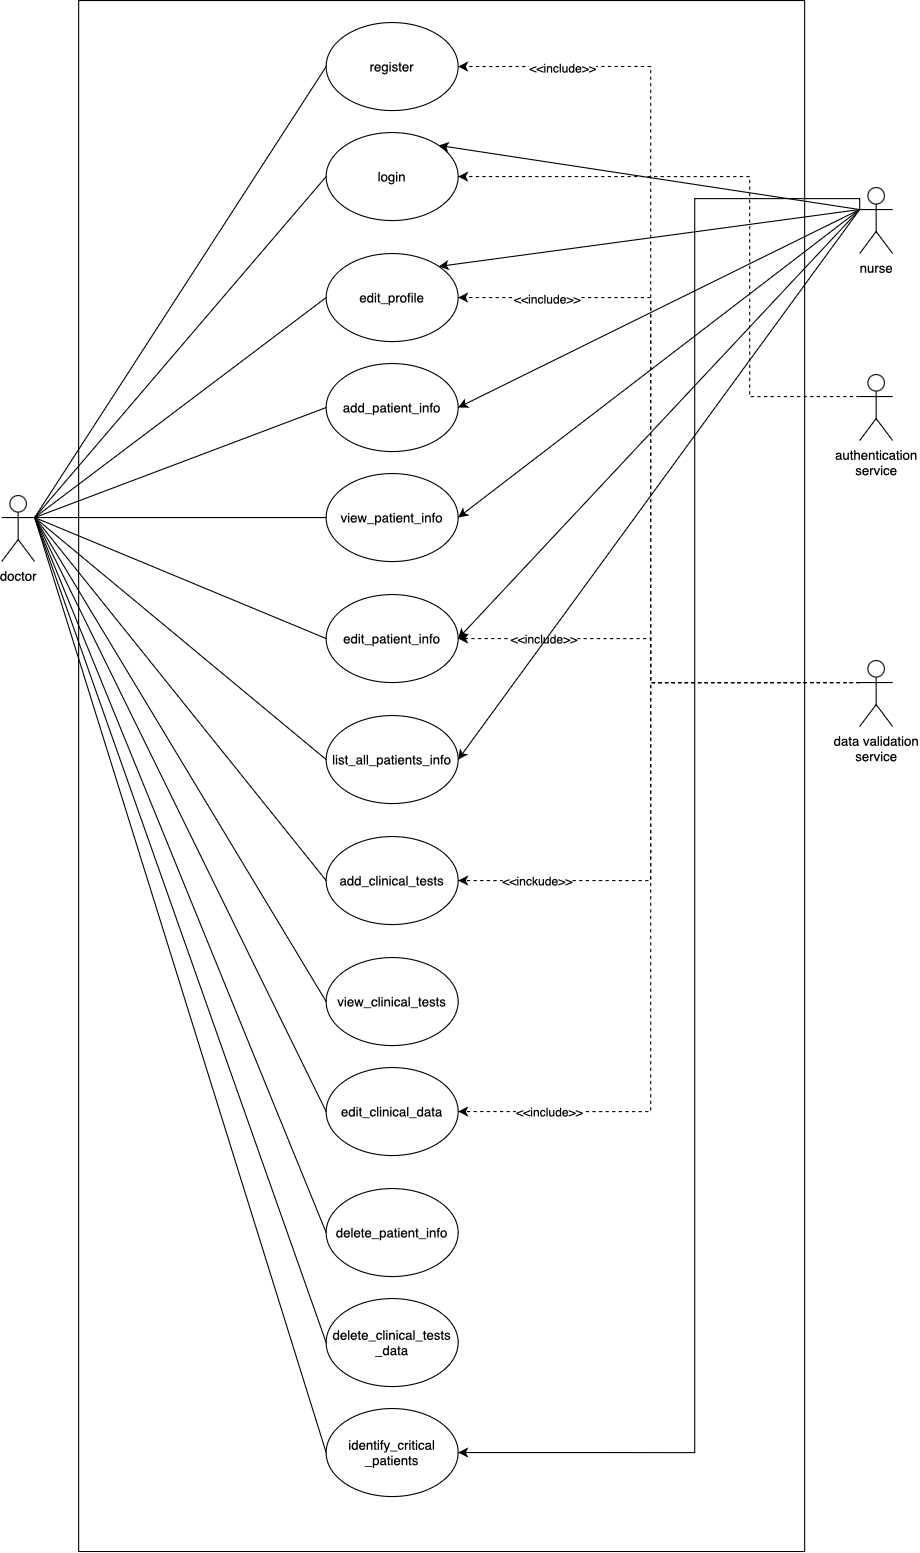 register
<<include>>
login
nurse
edit_profile
<<include>>
add_patient_info
authentication
service
view_patient_info
doctor
edit_patient_info
<<include>>
data validation
service
list_all_patients_info
add_clinical_tests
<<inckude>>
view_clinical_tests
edit_clinical_data
<<include>>
delete_patient_info
delete_clinical_tests
_data
identify_critical
_patients